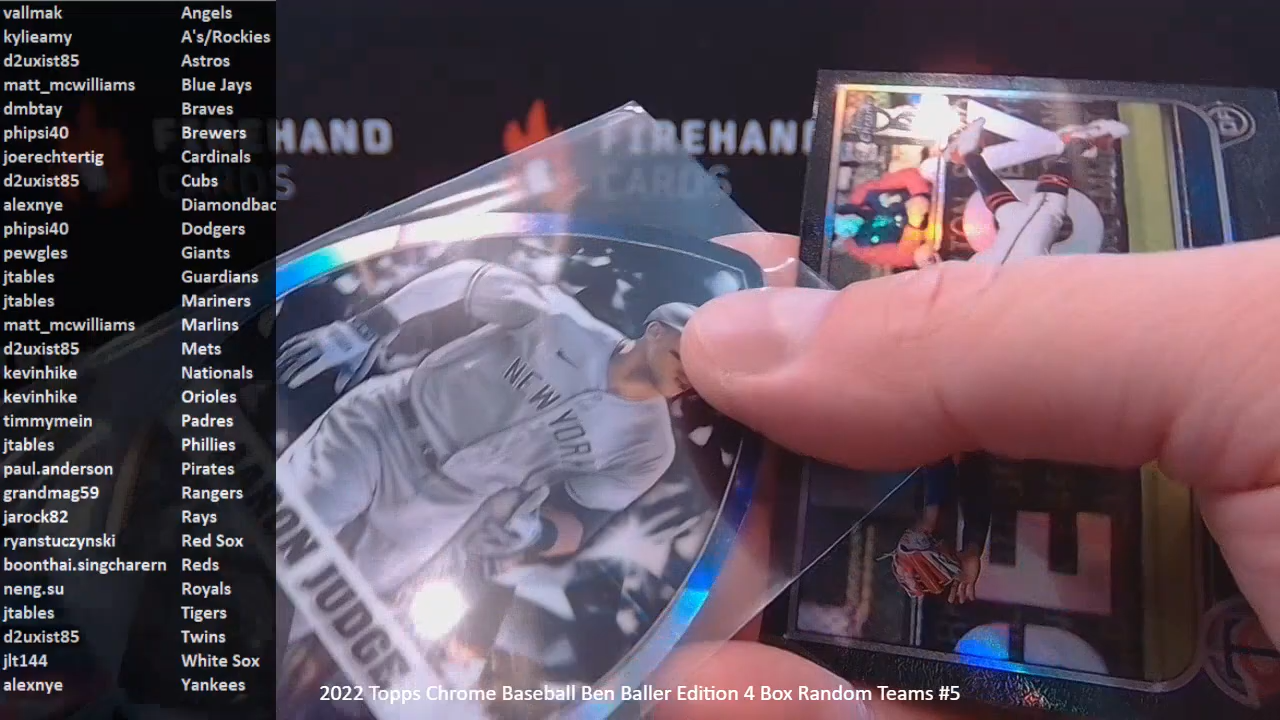 vallmak Angels
kylieamy A's/Rockies
d2uxist85 Astros
matt_mcwilliams Blue Jays
dmbtay Braves
phipsi40 Brewers
joerechtertig Cardinals
d2uxist85 Cubs
alexnye Diamondbac
phipsi40 Dodgers
pewgles Giants
jtables Guardians
jtables Mariners
matt_mcwilliams Marlins
d2uxist85 Mets
kevinhike Nationals
kevinhike Orioles
timmymein Padres
jtables Phillies
paul.anderson Pirates
grandmag59 Rangers
jarock82 Rays
ryanstuczynski Red Sox
boonthai.singcharern Reds
neng.su Royals
jtables Tigers
d2uxist85 Twins
jlt144 White Sox
alexnye Yankees
FIREHAND
CARDS
FIREHAND
CARDS
NEW YOR
ON JUDGE
2022 Topps Chrome Baseball Ben Baller Edition 4 Box Random Teams #5